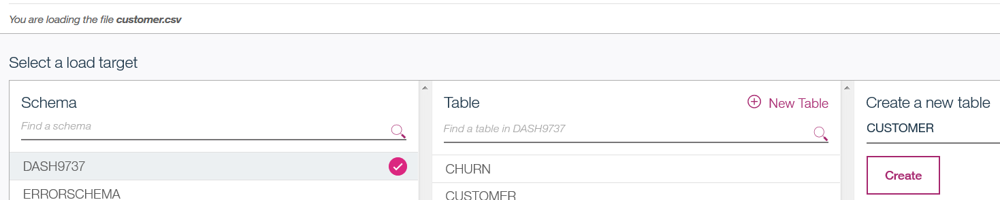 You are loading the file customer.csv
Select a load target
Schema
Find a schema
DASH9737
ERRORSCHEMA
Table
New Table
Find a table in DASH9737
CHURN
CUSTOMER
Create a new table
CUSTOMER
Create